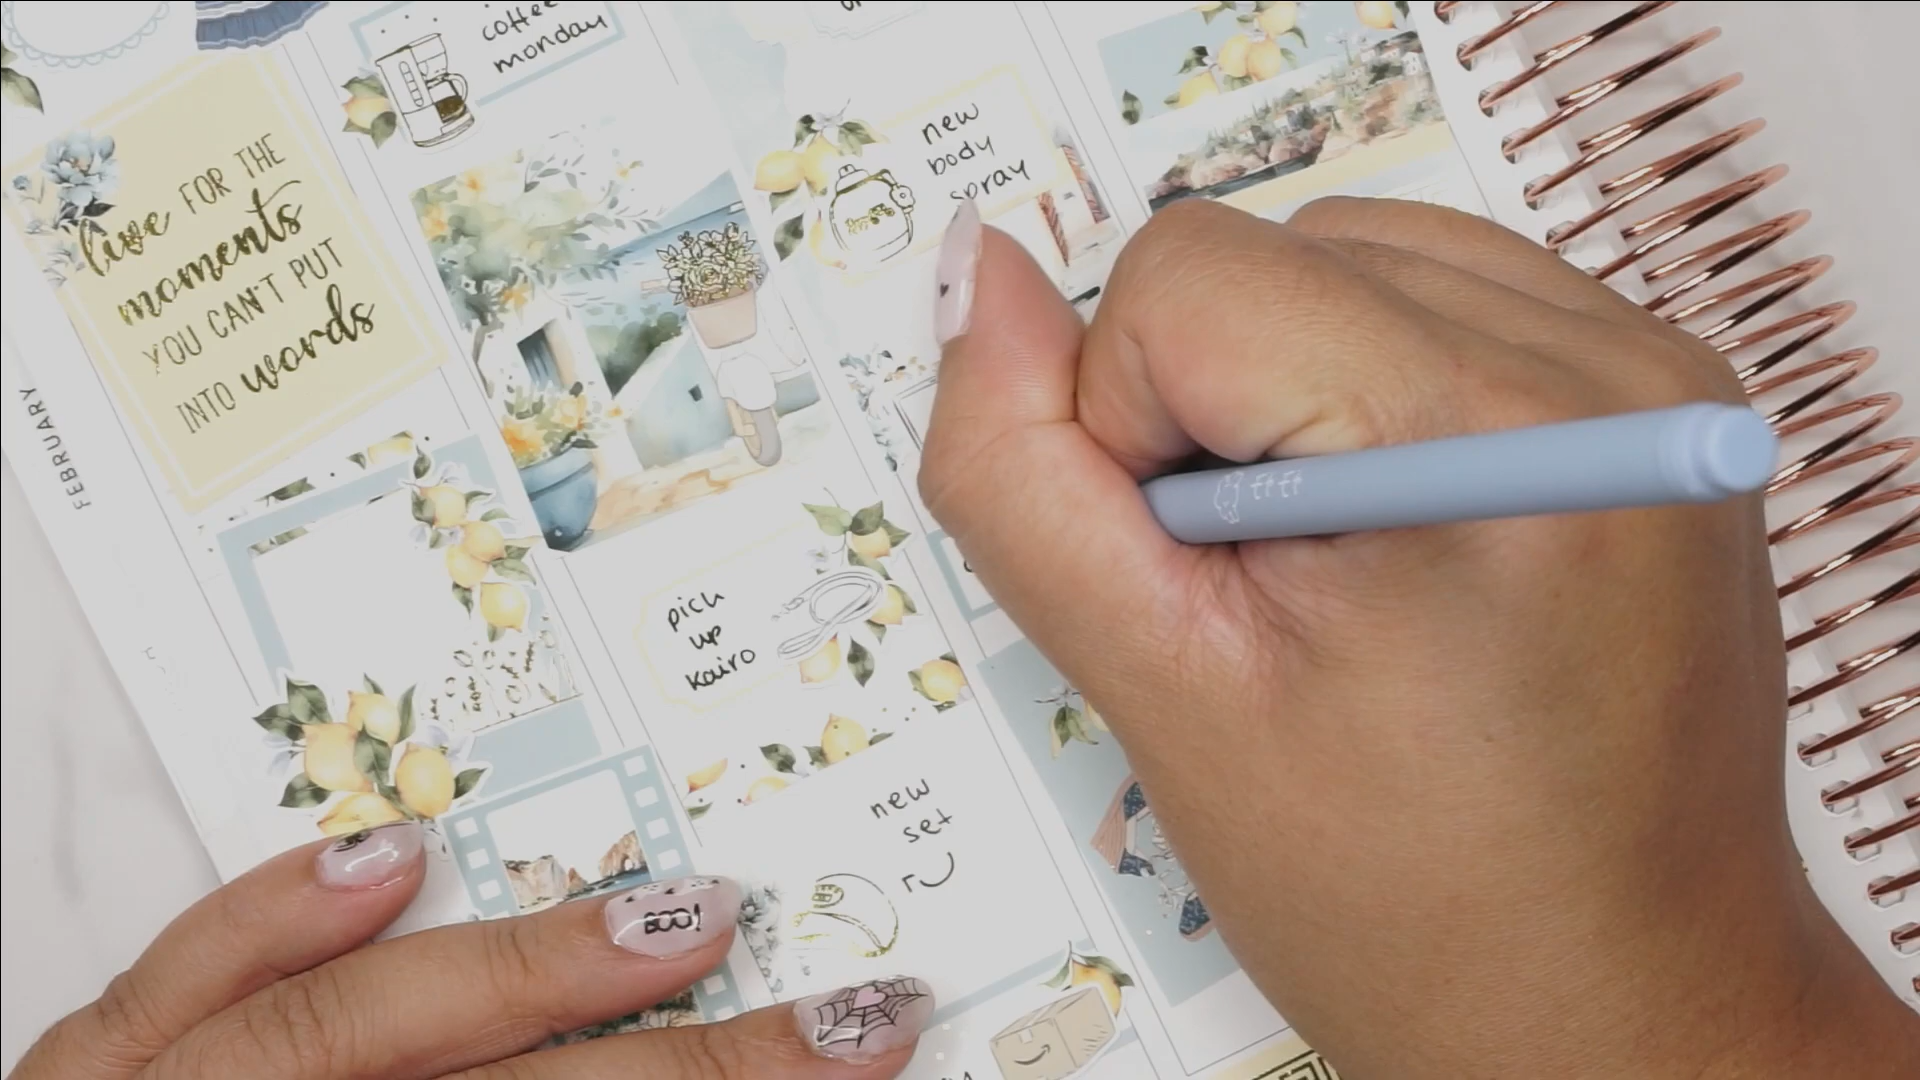 coffee
monday
live FOR THE
moments
YOU CAN'T PUT
INTO words
FEBRUARY
new
body
spray
pick
up
kairo
new
set
BOO!